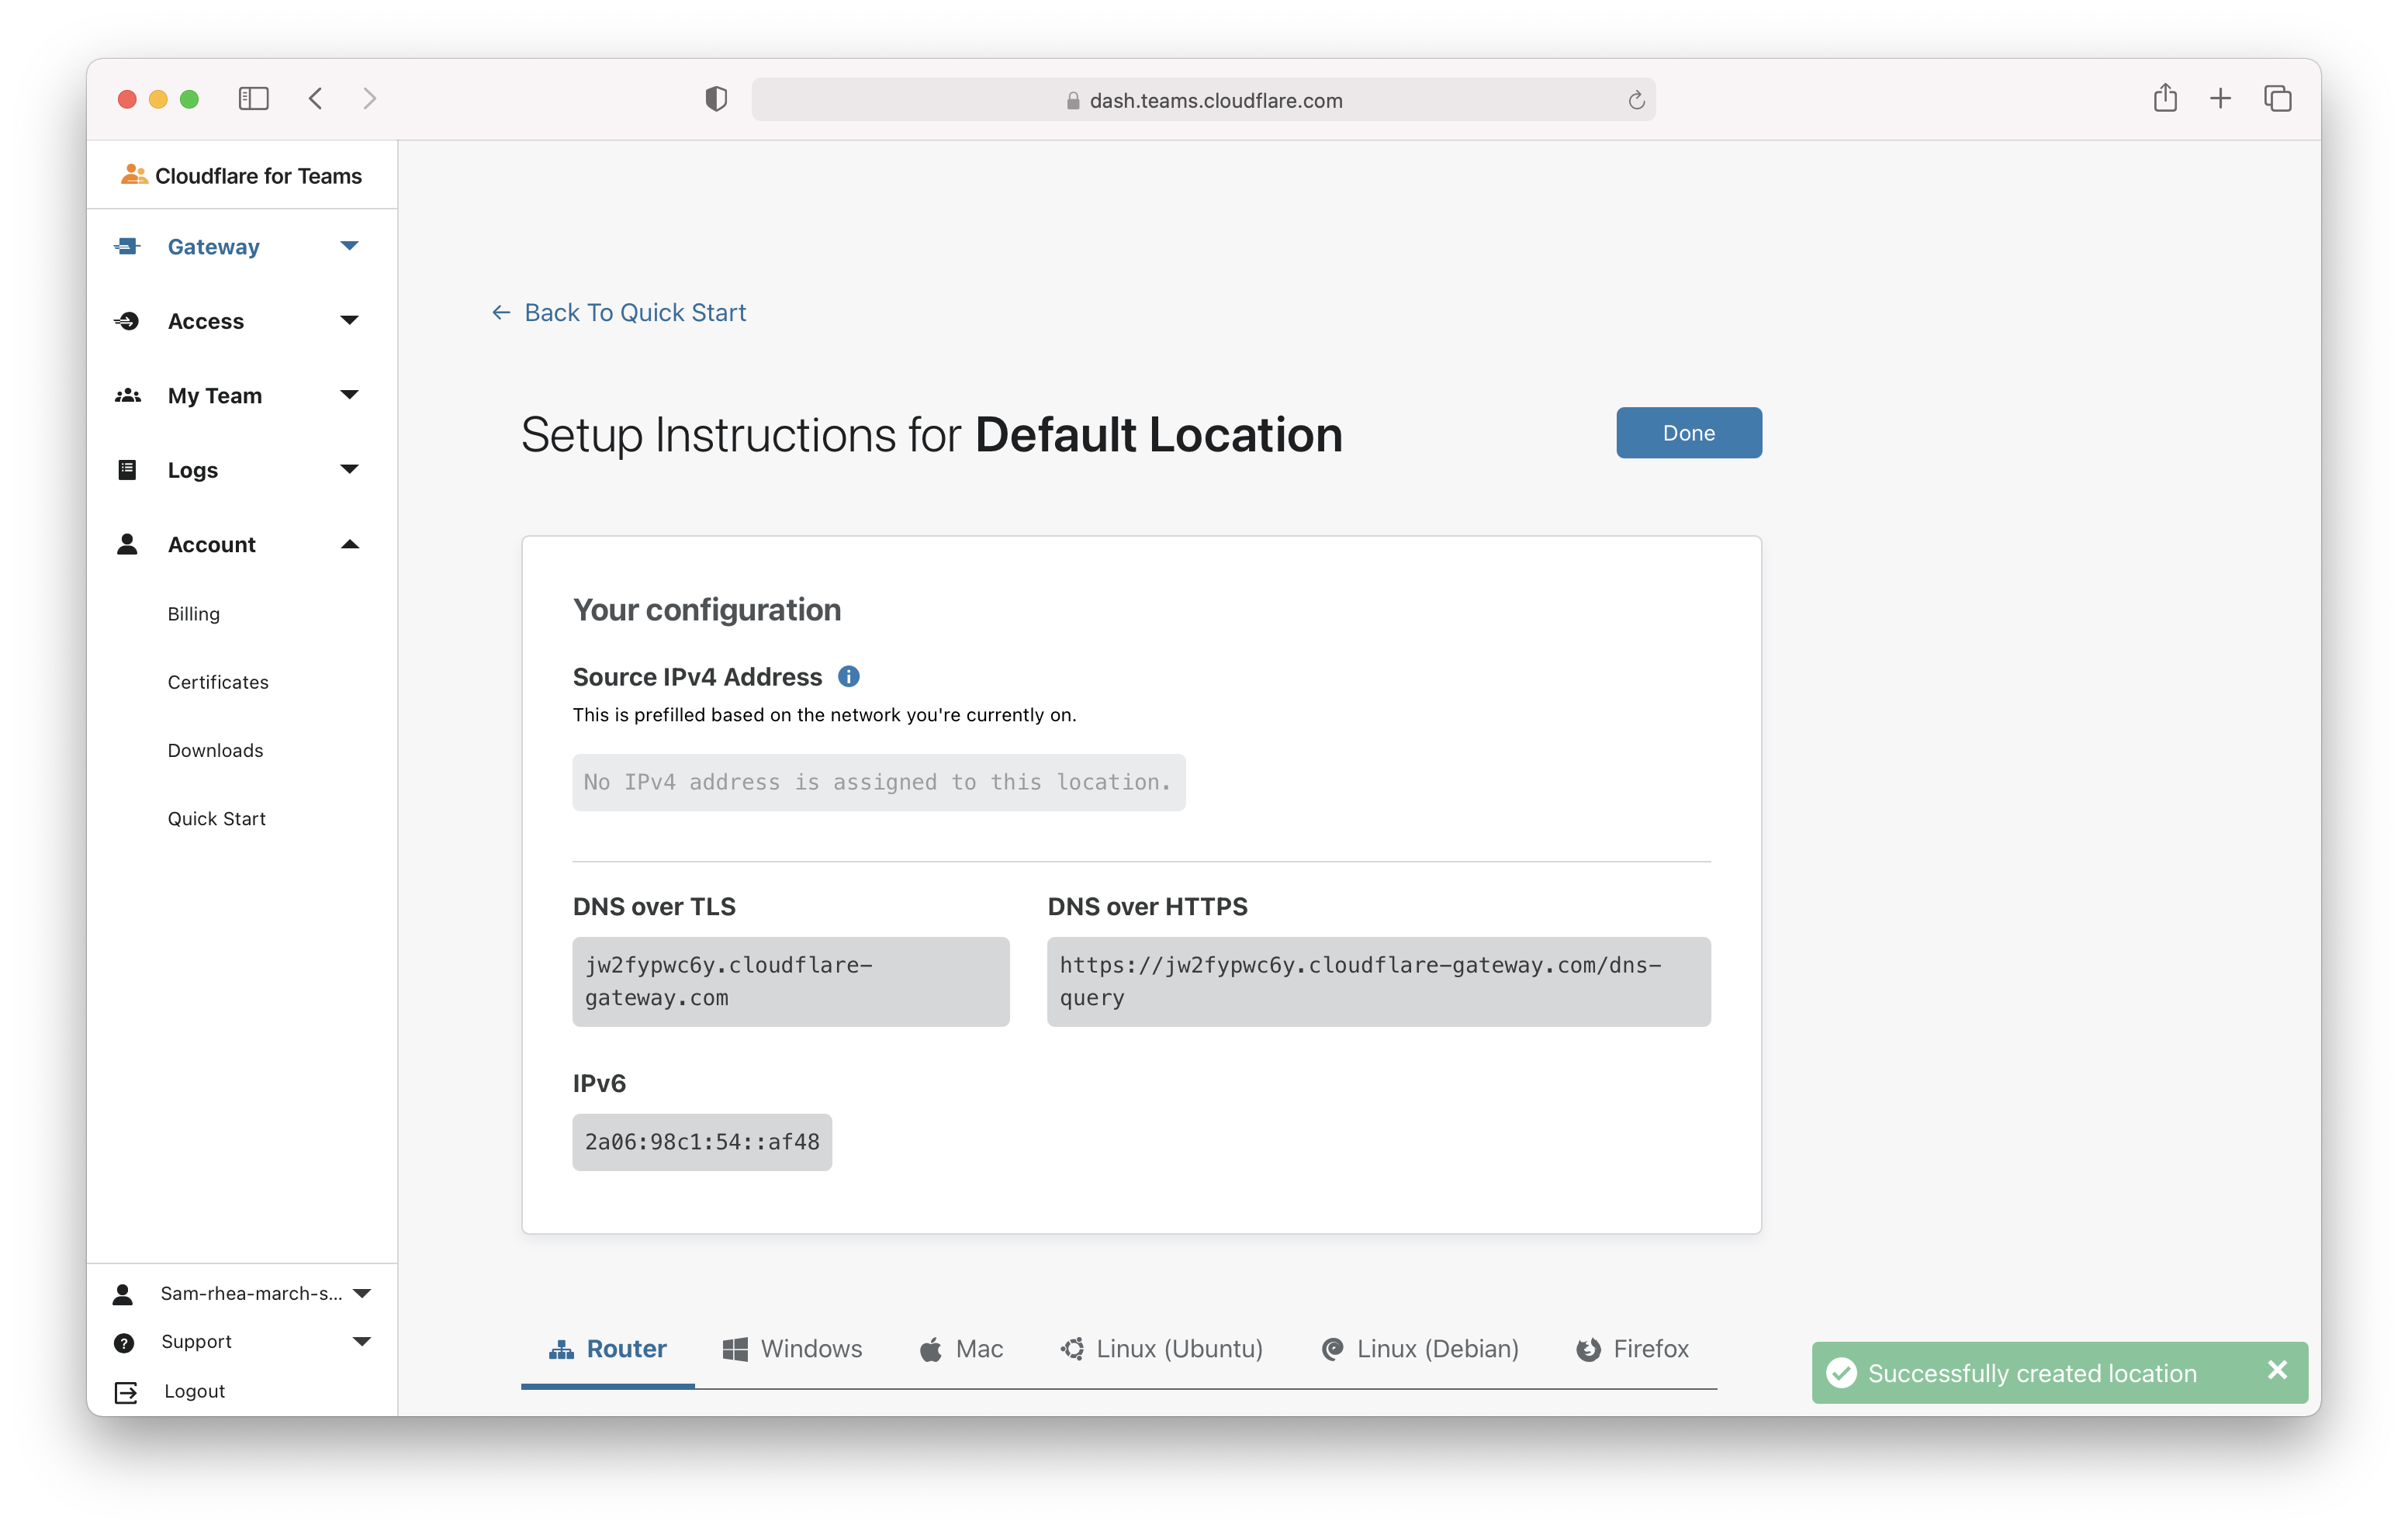 dash.teams.cloudflare.com
Cloudflare for Teams
Gateway
Access
My Team
Logs
Account
Billing
Certificates
Downloads
Quick Start
Sam-rhea-march-s...
Support
Logout
← Back To Quick Start
Setup Instructions for Default Location
Done
Your configuration
Source IPv4 Address
This is prefilled based on the network you're currently on.
No IPv4 address is assigned to this location.
DNS over TLS
jw2fypwc6y.cloudflare-
gateway.com
DNS over HTTPS
https://jw2fypwc6y.cloudflare-gateway.com/dns-
query
IPv6
2a06:98c1:54::af48
Router
Windows
Mac
Linux (Ubuntu)
Linux (Debian)
Firefox
Successfully created location